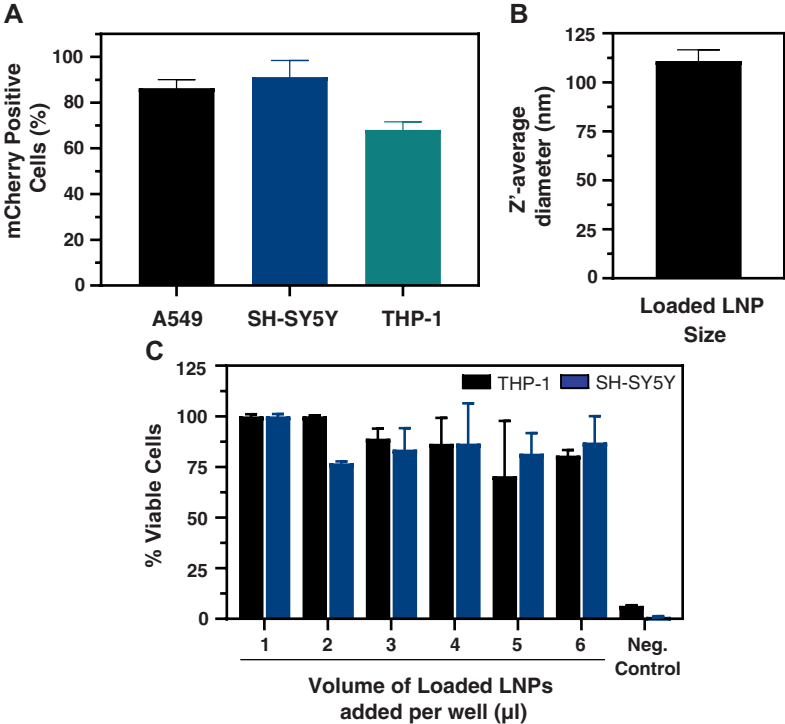 A
mCherry Positive
Cells (%)
100
80
60
40
20
0
A549 SH-SY5Y THP-1
B
Z'-average
diameter (nm)
125
100
75
50
25
0
Loaded LNP
Size
C
% Viable Cells
125
100
75
50
25
0
THP-1 SH-SY5Y
1 2 3 4 5 6 Neg.
Control
Volume of Loaded LNPs
added per well (µl)